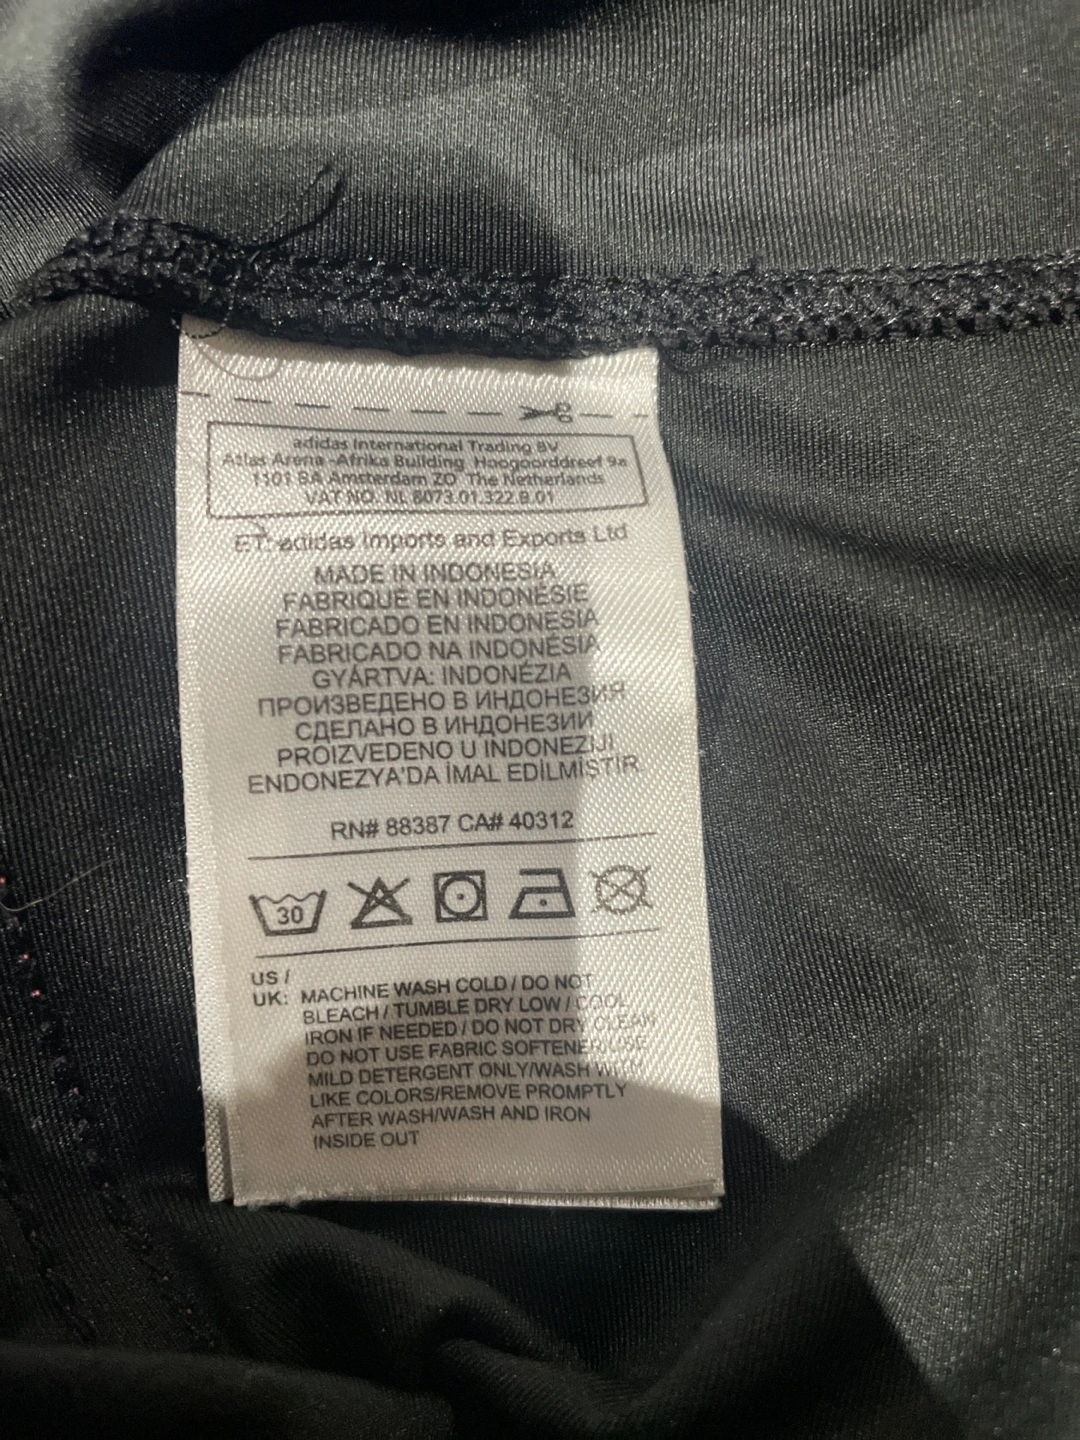 adidas International Trading BV
Atlas Arena -Afrika Building Hoogoorddreef 9a
1101 BA Amsterdam ZO The Netherlands
VAT NO. NL 8073.01.322.B.01
ET: adidas Imports and Exports Ltd
MADE IN INDONESIA
FABRIQUÉ EN INDONÉSIE
FABRICADO EN INDONESIA
FABRICADO NA INDONÉSIA
GYÁRTVA: INDONÉZIA
ПРОИЗВЕДЕНО В ИНДОНЕЗИЯ
СДЕЛАНО В ИНДОНЕЗИИ
PROIZVEDENO U INDONEZIJI
ENDONEZYA'DA İMAL EDİLMİŞTİR
RN# 88387 CA# 40312
30
US /
UK: MACHINE WASH COLD / DO NOT
BLEACH / TUMBLE DRY LOW / COOL
IRON IF NEEDED / DO NOT DRY CLEAN
DO NOT USE FABRIC SOFTENER/USE
MILD DETERGENT ONLY/WASH WITH
LIKE COLORS/REMOVE PROMPTLY
AFTER WASH/WASH AND IRON
INSIDE OUT